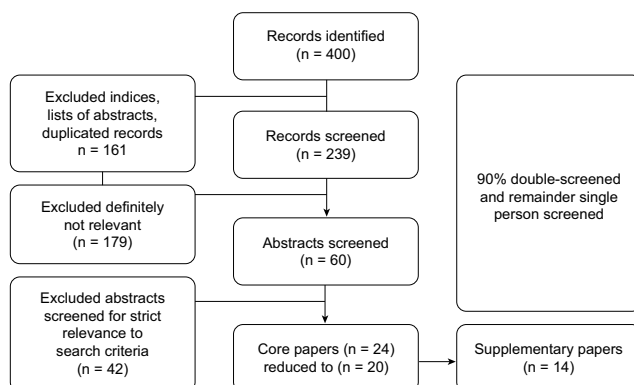 Records identified
(n = 400)
Excluded indices,
lists of abstracts,
duplicated records
n = 161
Records screened
(n = 239)
90% double-screened
and remainder single
person screened
Excluded definitely
not relevant
(n = 179)
Abstracts screened
(n = 60)
Excluded abstracts
screened for strict
relevance to
search criteria
(n = 42)
Core papers (n = 24)
reduced to (n = 20)
Supplementary papers
(n = 14)